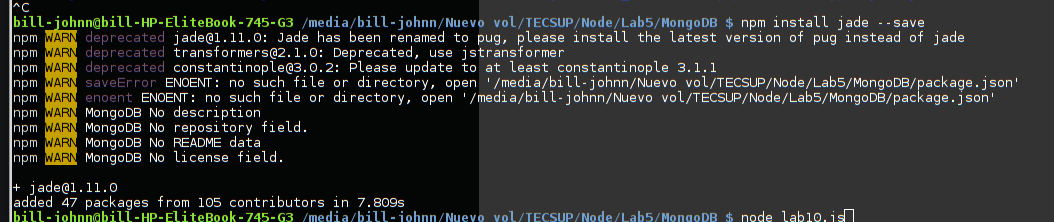 ^C
bill-johnn@bill-HP-EliteBook-745-G3 /media/bill-johnn/Nuevo vol/TECSUP/Node/Lab5/MongoDB $ npm install jade --save
npm WARN deprecated jade@1.11.0: Jade has been renamed to pug, please install the latest version of pug instead of jade
npm WARN deprecated transformers@2.1.0: Deprecated, use jstransformer
npm WARN deprecated constantinople@3.0.2: Please update to at least constantinople 3.1.1
npm WARN saveError ENOENT: no such file or directory, open '/media/bill-johnn/Nuevo vol/TECSUP/Node/Lab5/MongoDB/package.json'
npm WARN enoent ENOENT: no such file or directory, open '/media/bill-johnn/Nuevo vol/TECSUP/Node/Lab5/MongoDB/package.json'
npm WARN MongoDB No description
npm WARN MongoDB No repository field.
npm WARN MongoDB No README data
npm WARN MongoDB No license field.
+ jade@1.11.0
added 47 packages from 105 contributors in 7.809s
bill-johnn@bill-HP-EliteBook-745-G3 /media/bill-johnn/Nuevo vol/TECSUP/Node/Lab5/MongoDB $ node lab10.js